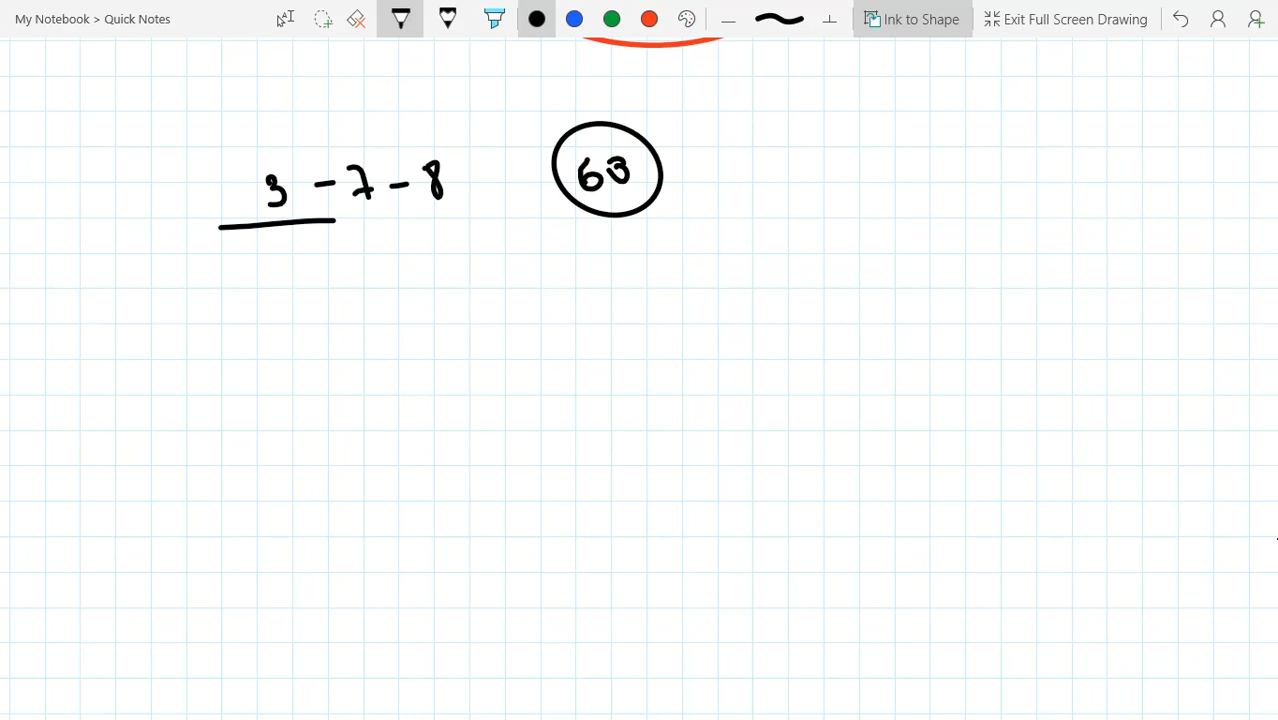 My Notebook > Quick Notes
Ink to Shape
Exit Full Screen Drawing
3 - 7 - 8
63